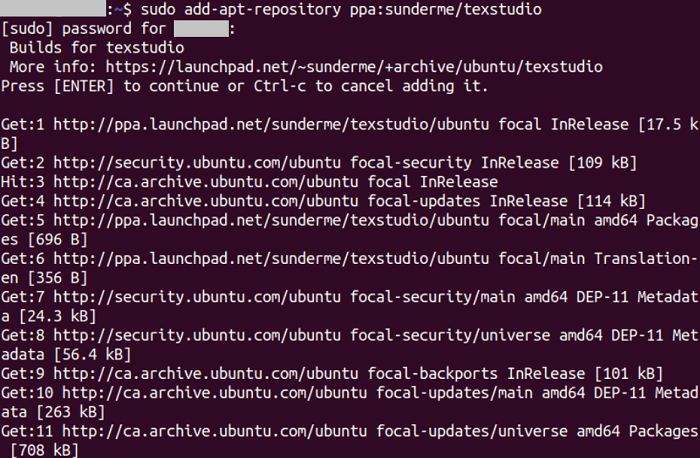 :~$ sudo add-apt-repository ppa:sunderme/texstudio
[sudo] password for :
 Builds for texstudio
 More info: https://launchpad.net/~sunderme/+archive/ubuntu/texstudio
Press [ENTER] to continue or Ctrl-c to cancel adding it.

Get:1 http://ppa.launchpad.net/sunderme/texstudio/ubuntu focal InRelease [17.5 k
B]
Get:2 http://security.ubuntu.com/ubuntu focal-security InRelease [109 kB]
Hit:3 http://ca.archive.ubuntu.com/ubuntu focal InRelease
Get:4 http://ca.archive.ubuntu.com/ubuntu focal-updates InRelease [114 kB]
Get:5 http://ppa.launchpad.net/sunderme/texstudio/ubuntu focal/main amd64 Packag
es [696 B]
Get:6 http://ppa.launchpad.net/sunderme/texstudio/ubuntu focal/main Translation-
en [356 B]
Get:7 http://security.ubuntu.com/ubuntu focal-security/main amd64 DEP-11 Metadat
a [24.3 kB]
Get:8 http://security.ubuntu.com/ubuntu focal-security/universe amd64 DEP-11 Met
adata [56.4 kB]
Get:9 http://ca.archive.ubuntu.com/ubuntu focal-backports InRelease [101 kB]
Get:10 http://ca.archive.ubuntu.com/ubuntu focal-updates/main amd64 DEP-11 Metad
ata [263 kB]
Get:11 http://ca.archive.ubuntu.com/ubuntu focal-updates/universe amd64 Packages
 [708 kB]